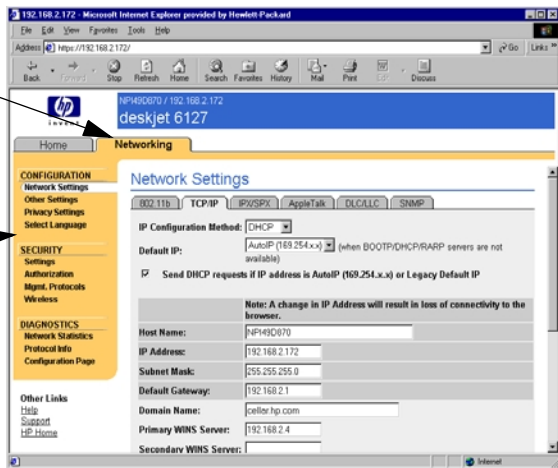 192.168.2.172 - Microsoft Internet Explorer provided by Hewlett-Packard
File Edit View Favorites Tools Help
Address https://192.168.2.172/ Go Links »
Back Forward Stop Refresh Home Search Favorites History Mail Print Edit Discuss
hp
invent
NPI49D870 / 192.168.2.172
deskjet 6127
Home Networking
CONFIGURATION
Network Settings
Other Settings
Privacy Settings
Select Language
SECURITY
Settings
Authorization
Mgmt. Protocols
Wireless
DIAGNOSTICS
Network Statistics
Protocol Info
Configuration Page
Other Links
Help
Support
HP Home
Network Settings
802.11b TCP/IP IPX/SPX AppleTalk DLC/LLC SNMP
IP Configuration Method: DHCP
Default IP: AutoIP (169.254.x.x) (when BOOTP/DHCP/RARP servers are not
available)
Send DHCP requests if IP address is AutoIP (169.254.x.x) or Legacy Default IP
Note: A change in IP Address will result in loss of connectivity to the
browser.
Host Name: NPI49D870
IP Address: 192.168.2.172
Subnet Mask: 255.255.255.0
Default Gateway: 192.168.2.1
Domain Name: cellor.hp.com
Primary WINS Server: 192.168.2.4
Secondary WINS Server:
Internet